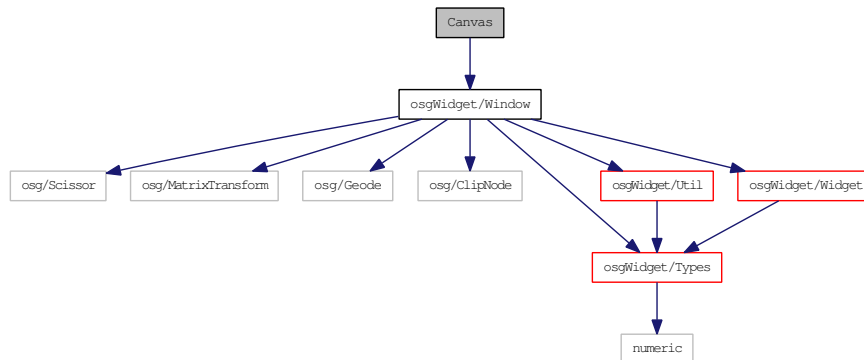 Canvas
osgWidget/Window
osg/Scissor
osg/MatrixTransform
osg/Geode
osg/ClipNode
osgWidget/Util
osgWidget/Widget
osgWidget/Types
numeric